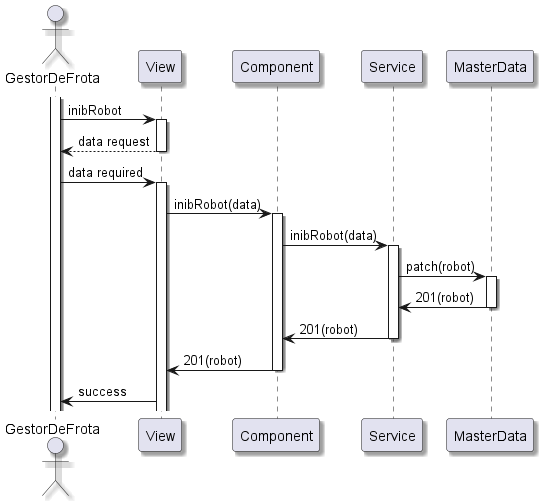 GestorDeFrota
View
Component
Service
MasterData
inibRobot
data request
data required
inibRobot(data)
inibRobot(data)
patch(robot)
201(robot)
201(robot)
201(robot)
success
GestorDeFrota
View
Component
Service
MasterData